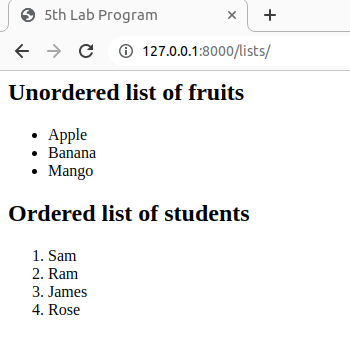 5th Lab Program
127.0.0.1:8000/lists/
Unordered list of fruits
Apple
Banana
Mango
Ordered list of students
1. Sam
2. Ram
3. James
4. Rose